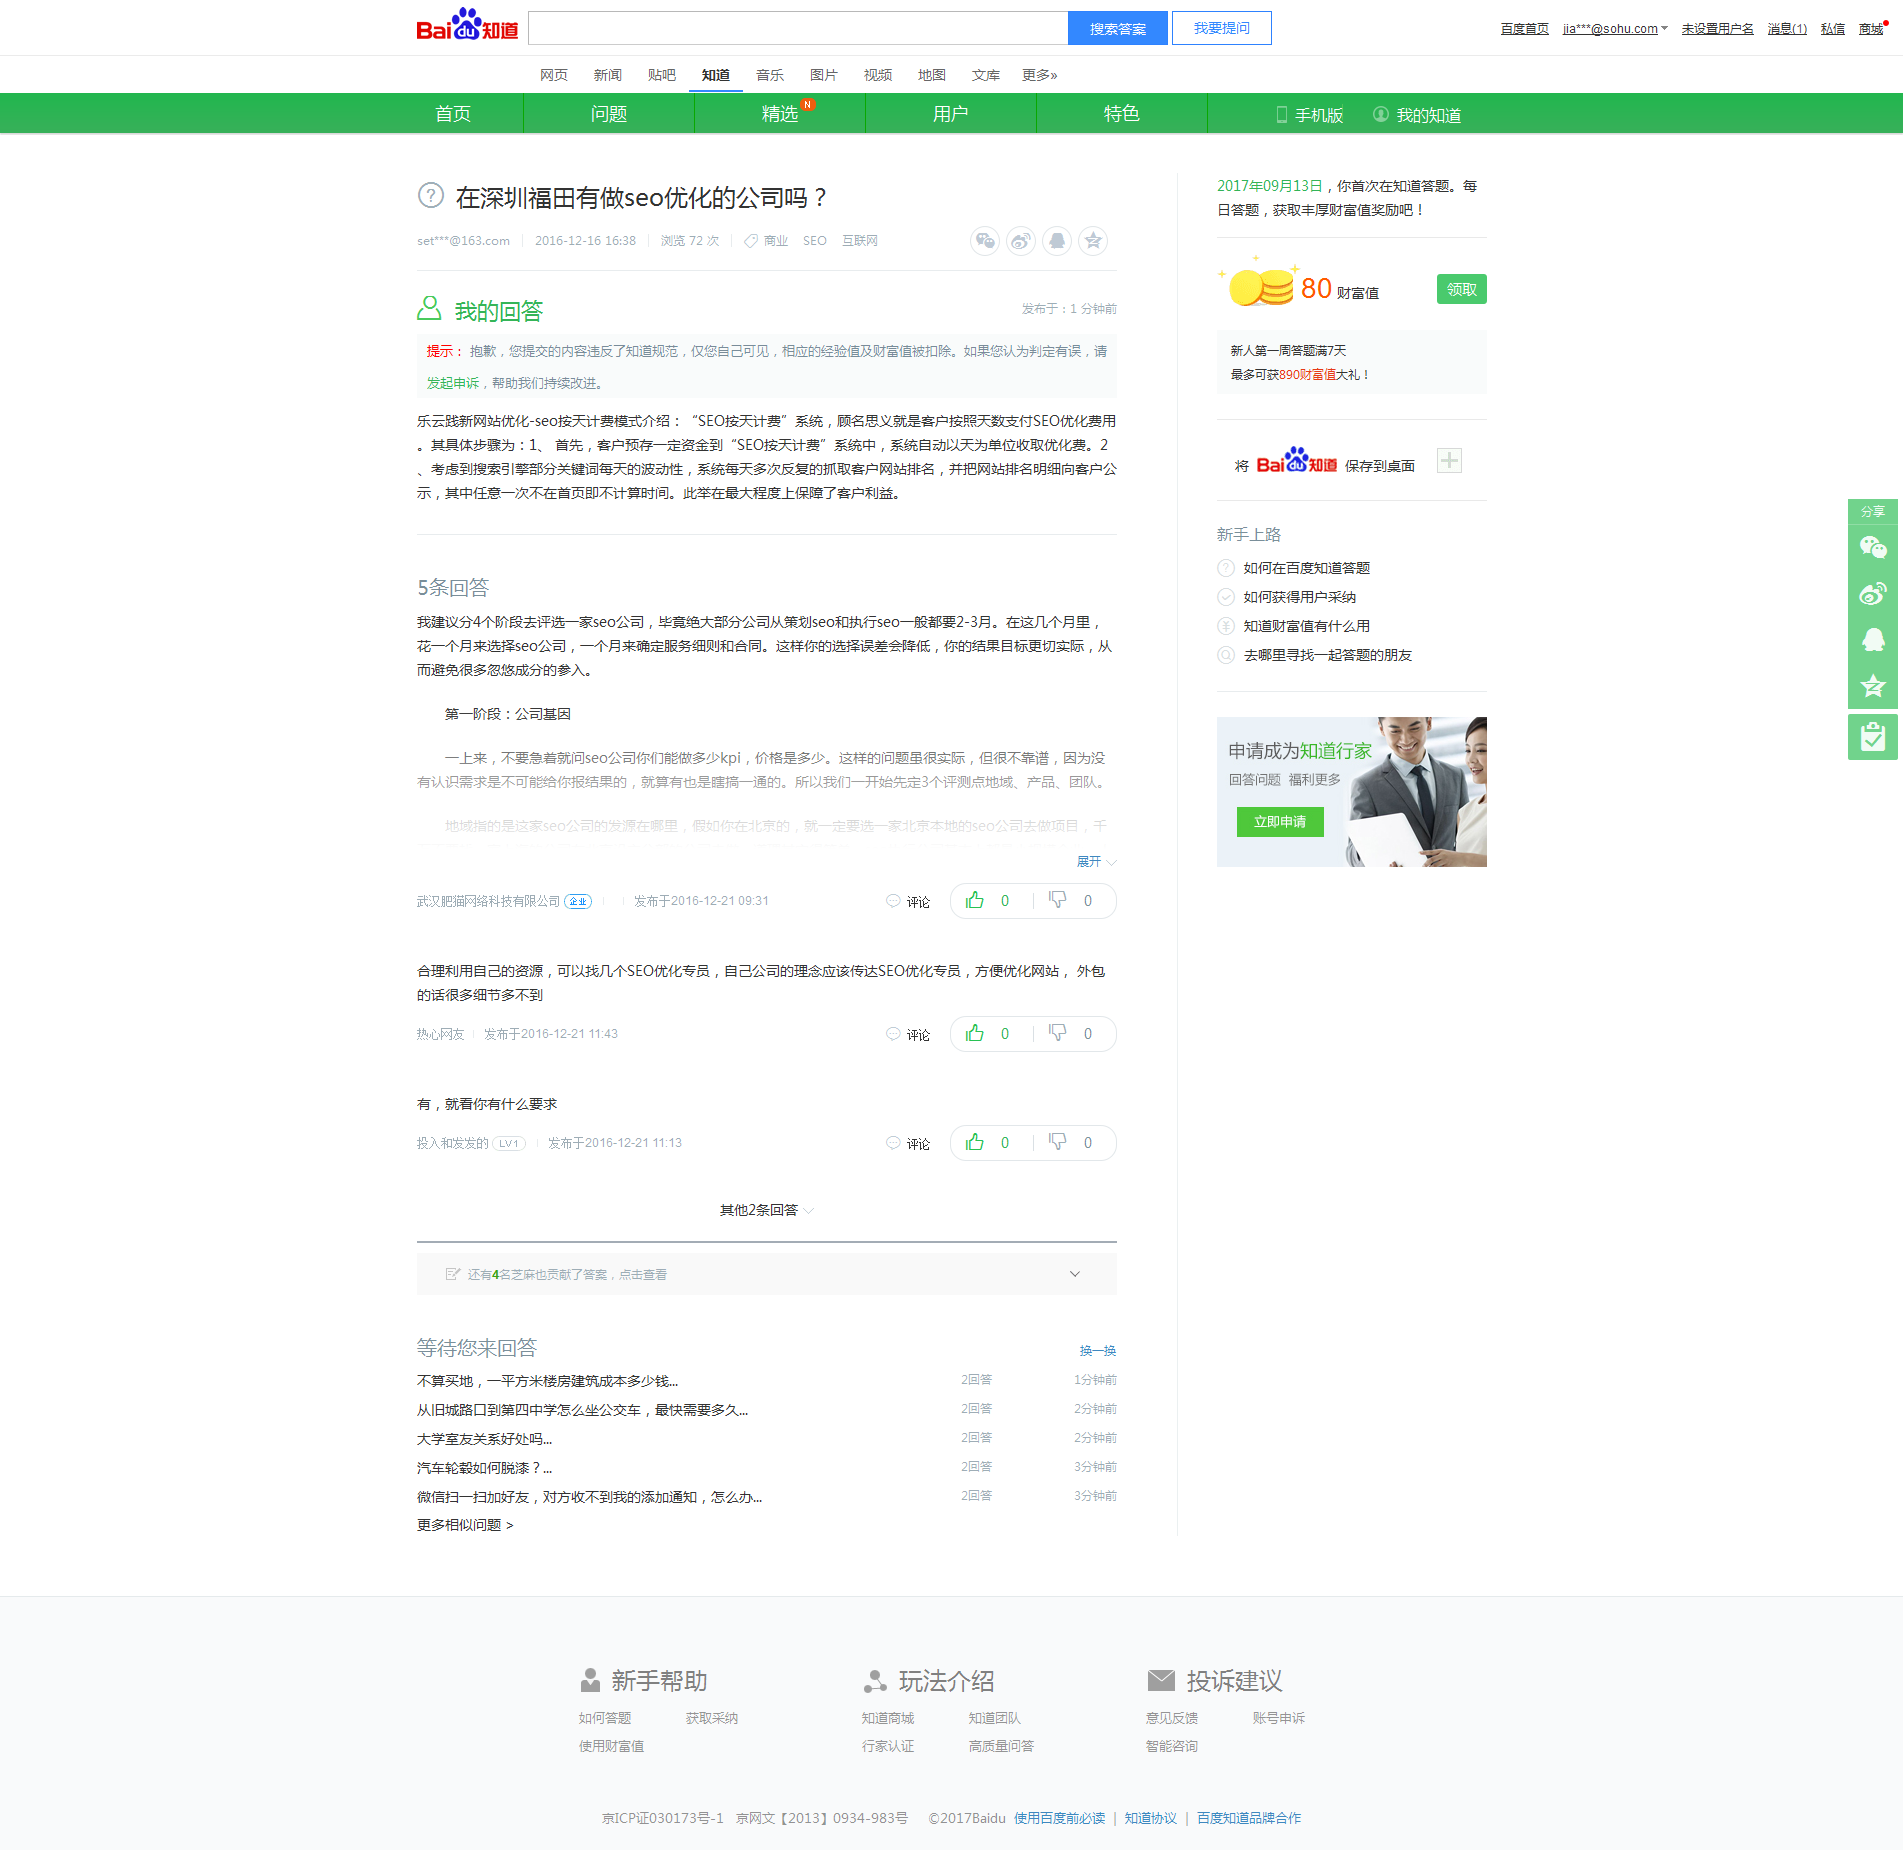 Baidu知道 搜索答案 我要提问 百度首页 jia***@sohu.com 未设置用户名 消息(1) 私信 商城
网页 新闻 贴吧 知道 音乐 图片 视频 地图 文库 更多»
首页 问题 精选 N 用户 特色 手机版 我的知道
在深圳福田有做seo优化的公司吗？
set***@163.com 2016-12-16 16:38 浏览 72 次 商业 SEO 互联网
我的回答 发布于：1 分钟前
提示： 抱歉，您提交的内容违反了知道规范，仅您自己可见，相应的经验值及财富值被扣除。如果您认为判定有误，请
发起申诉，帮助我们持续改进。
乐云践新网站优化-seo按天计费模式介绍： “SEO按天计费”系统，顾名思义就是客户按照天数支付SEO优化费用
。其具体步骤为：1、 首先，客户预存一定资金到“SEO按天计费”系统中，系统自动以天为单位收取优化费。2
、考虑到搜索引擎部分关键词每天的波动性，系统每天多次反复的抓取客户网站排名，并把网站排名明细向客户公
示，其中任意一次不在首页即不计算时间。此举在最大程度上保障了客户利益。
5条回答
我建议分4个阶段去评选一家seo公司，毕竟绝大部分公司从策划seo和执行seo一般都要2-3月。在这几个月里，
花一个月来选择seo公司，一个月来确定服务细则和合同。这样你的选择误差会降低，你的结果目标更切实际，从
而避免很多忽悠成分的参入。
第一阶段：公司基因
一上来，不要急着就问seo公司你们能做多少kpi，价格是多少。这样的问题虽很实际，但很不靠谱，因为没
有认识需求是不可能给你报结果的，就算有也是瞎搞一通的。所以我们一开始先定3个评测点地域、产品、团队。
地域指的是这家seo公司的发源在哪里，假如你在北京的，就一定要选一家北京本地的seo公司去做项目，千
展开
武汉肥猫网络科技有限公司 企业 发布于2016-12-21 09:31 评论 0 0
合理利用自己的资源，可以找几个SEO优化专员，自己公司的理念应该传达SEO优化专员，方便优化网站， 外包
的话很多细节多不到
热心网友 发布于2016-12-21 11:43 评论 0 0
有，就看你有什么要求
投入和发发的 LV1 发布于2016-12-21 11:13 评论 0 0
其他2条回答
还有4名芝麻也贡献了答案，点击查看
等待您来回答 换一换
不算买地，一平方米楼房建筑成本多少钱... 2回答 1分钟前
从旧城路口到第四中学怎么坐公交车，最快需要多久... 2回答 2分钟前
大学室友关系好处吗... 2回答 2分钟前
汽车轮毂如何脱漆？... 2回答 3分钟前
微信扫一扫加好友，对方收不到我的添加通知，怎么办... 2回答 3分钟前
更多相似问题 >
2017年09月13日，你首次在知道答题。每
日答题，获取丰厚财富值奖励吧！
80 财富值 领取
新人第一周答题满7天
最多可获890财富值大礼！
将 Baidu知道 保存到桌面
新手上路
如何在百度知道答题
如何获得用户采纳
知道财富值有什么用
去哪里寻找一起答题的朋友
申请成为知道行家
回答问题 福利更多
立即申请
分享
新手帮助 玩法介绍 投诉建议
如何答题 获取采纳 知道商城 知道团队 意见反馈 账号申诉
使用财富值 行家认证 高质量问答 智能咨询
京ICP证030173号-1 京网文【2013】0934-983号 ©2017Baidu 使用百度前必读 | 知道协议 | 百度知道品牌合作